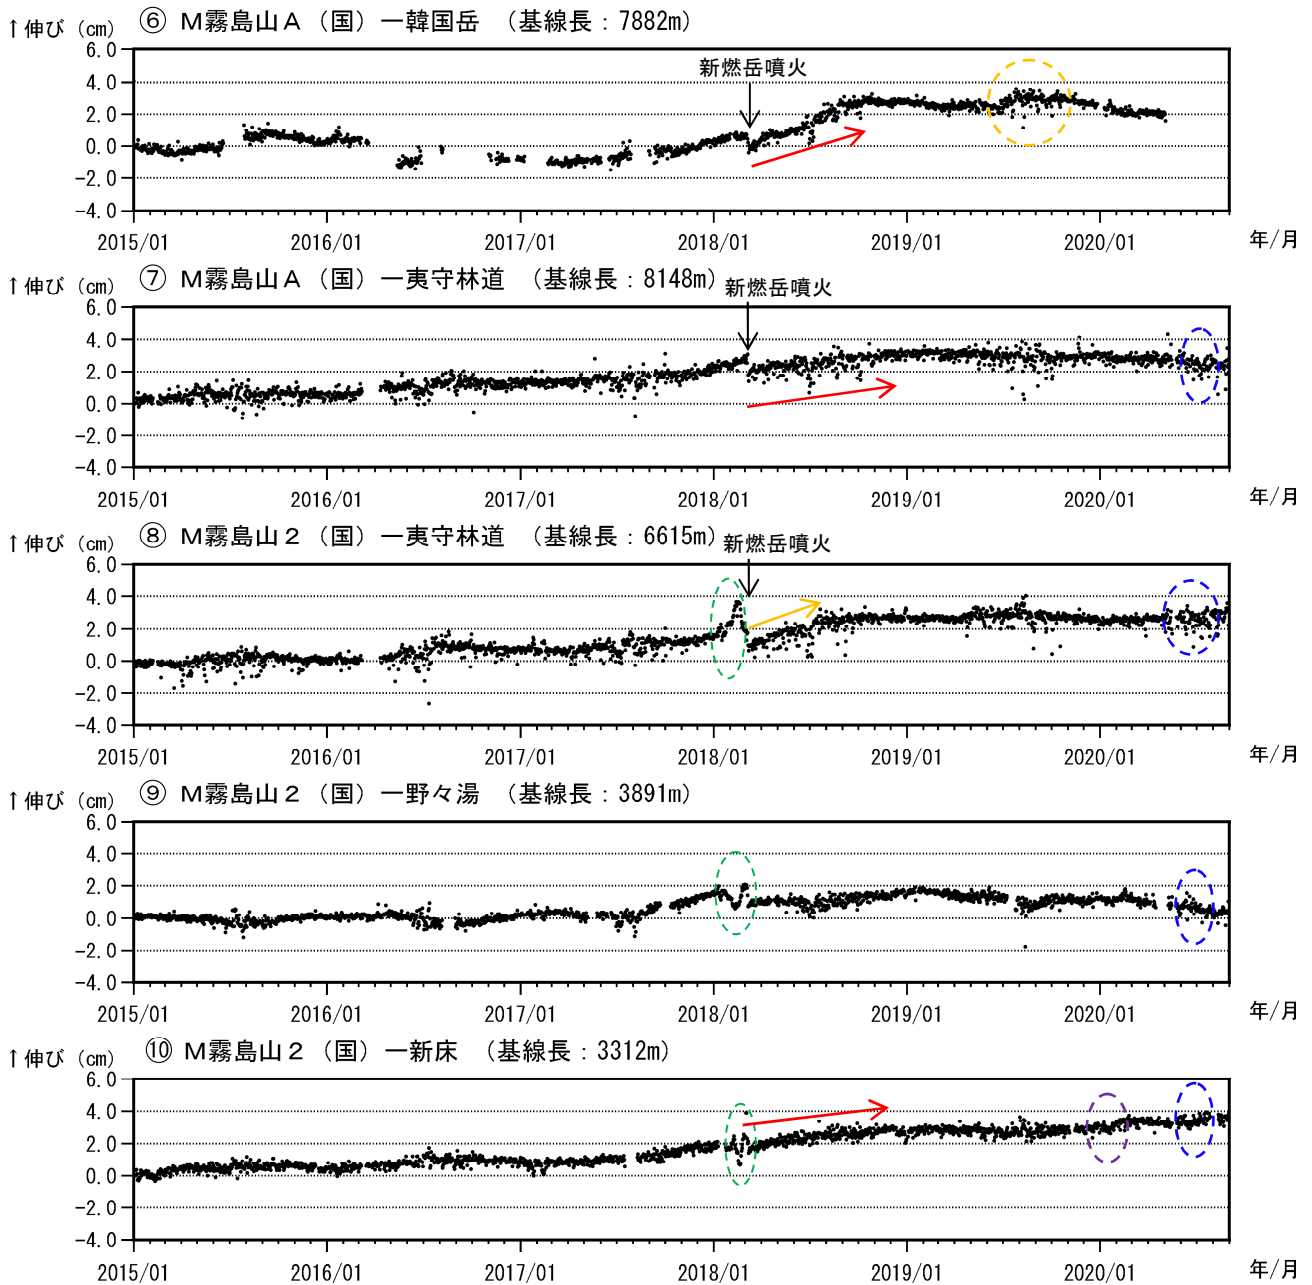 ↑伸び（cm） ⑥ Ｍ霧島山Ａ（国）－韓国岳 （基線長：7882m）
6.0
新燃岳噴火
4.0
2.0
0.0
-2.0
-4.0
2015/01 2016/01 2017/01 2018/01 2019/01 2020/01 年/月
↑伸び（cm） ⑦ Ｍ霧島山Ａ（国）－夷守林道 （基線長：8148m）
新燃岳噴火
6.0
4.0
2.0
0.0
-2.0
-4.0
2015/01 2016/01 2017/01 2018/01 2019/01 2020/01 年/月
↑伸び（cm） ⑧ Ｍ霧島山２（国）－夷守林道 （基線長：6615m）
新燃岳噴火
6.0
4.0
2.0
0.0
-2.0
-4.0
2015/01 2016/01 2017/01 2018/01 2019/01 2020/01 年/月
↑伸び（cm） ⑨ Ｍ霧島山２（国）－野々湯 （基線長：3891m）
6.0
4.0
2.0
0.0
-2.0
-4.0
2015/01 2016/01 2017/01 2018/01 2019/01 2020/01 年/月
↑伸び（cm） ⑩ Ｍ霧島山２（国）－新床 （基線長：3312m）
6.0
4.0
2.0
0.0
-2.0
-4.0
2015/01 2016/01 2017/01 2018/01 2019/01 2020/01 年/月